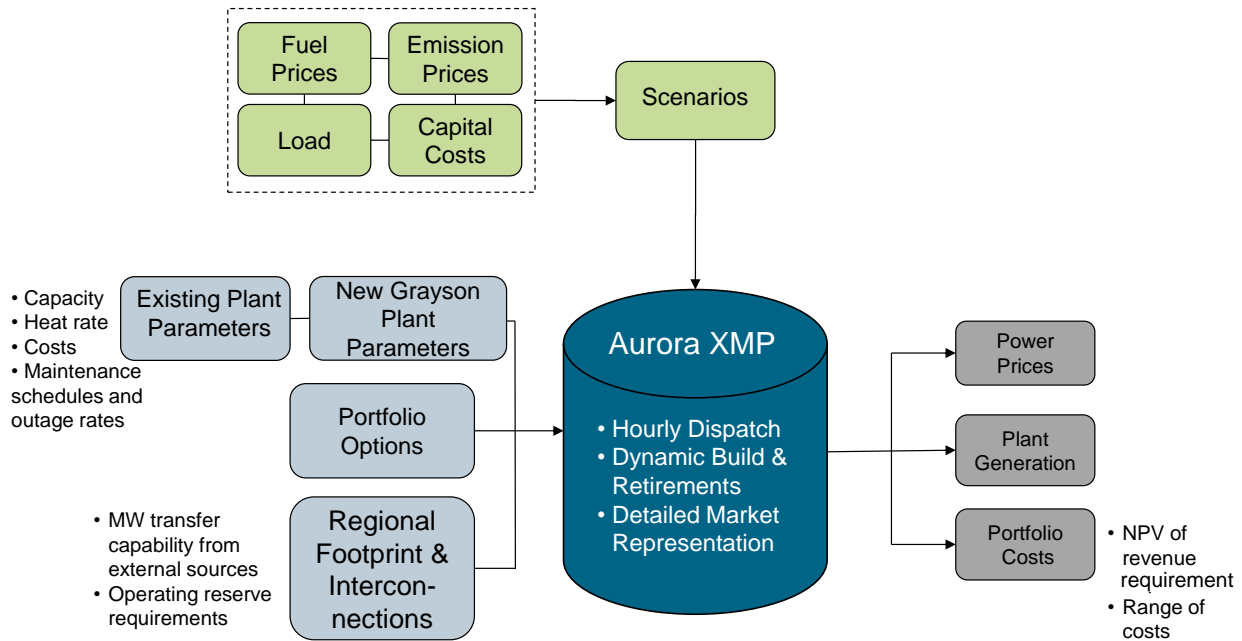 Fuel
Prices
Emission
Prices
Load
Capital
Costs
Scenarios
• Capacity
• Heat rate
• Costs
• Maintenance
schedules and
outage rates
Existing Plant
Parameters
New Grayson
Plant
Parameters
Portfolio
Options
• MW transfer
capability from
external sources
• Operating reserve
requirements
Regional
Footprint &
Intercon-
nections
Aurora XMP
• Hourly Dispatch
• Dynamic Build &
Retirements
• Detailed Market
Representation
Power
Prices
Plant
Generation
Portfolio
Costs
• NPV of
revenue
requirement
• Range of
costs